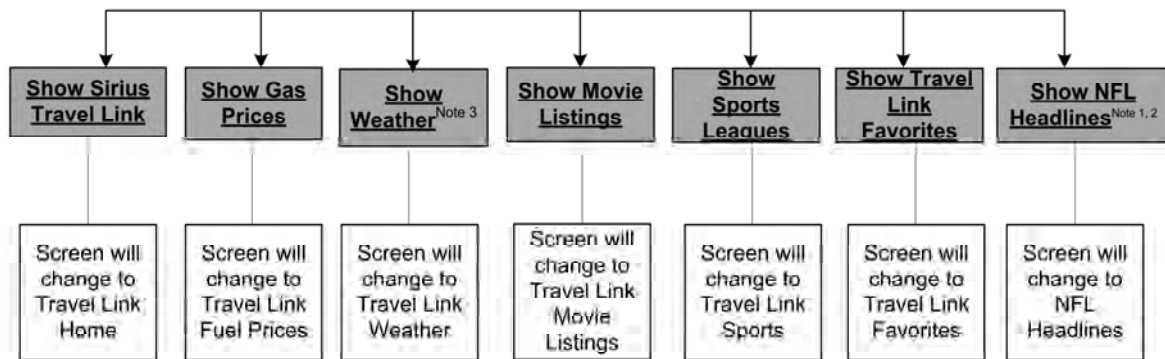 Show Sirius
Travel Link
Show Gas
Prices
Show
Weather Note 3
Show Movie
Listings
Show
Sports
Leagues
Show Travel
Link
Favorites
Show NFL
Headlines Note 1, 2
Screen will
change to
Travel Link
Home
Screen will
change to
Travel Link
Fuel Prices
Screen will
change to
Travel Link
Weather
Screen will
change to
Travel Link
Movie
Listings
Screen will
change to
Travel Link
Sports
Screen will
change to
Travel Link
Favorites
Screen will
change to
NFL
Headlines